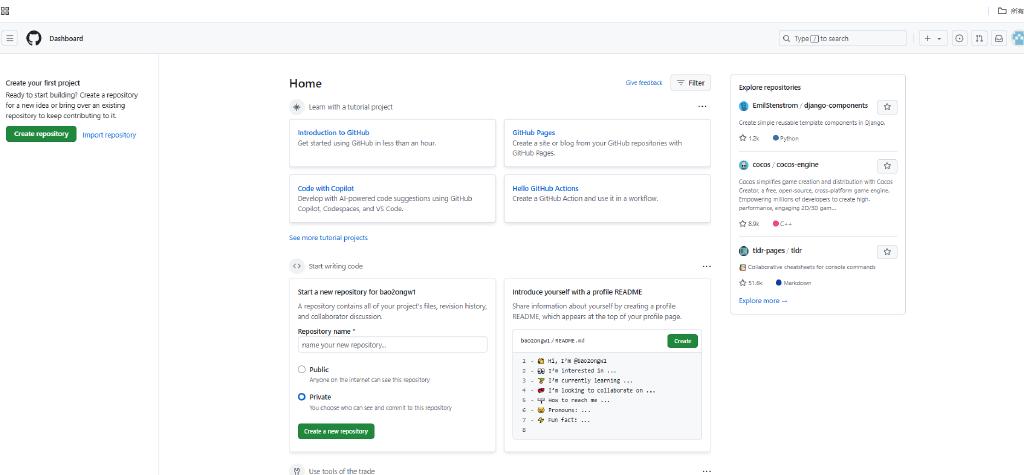 所有
Dashboard
Type / to search
Create your first project
Ready to start building? Create a repository
for a new idea or bring over an existing
repository to keep contributing to it.
Create repository
Import repository
Home
Give feedback
Filter
Learn with a tutorial project
Introduction to GitHub
Get started using GitHub in less than an hour.
GitHub Pages
Create a site or blog from your GitHub repositories with
GitHub Pages.
Code with Copilot
Develop with AI-powered code suggestions using GitHub
Copilot, Codespaces, and VS Code.
Hello GitHub Actions
Create a GitHub Action and use it in a workflow.
See more tutorial projects
Start writing code
Start a new repository for bao2ongw1
A repository contains all of your project's files, revision history,
and collaborator discussion.
Repository name *
name your new repository...
Public
Anyone on the internet can see this repository
Private
You choose who can see and commit to this repository
Create a new repository
Introduce yourself with a profile README
Share information about yourself by creating a profile
README, which appears at the top of your profile page.
bao2ongw1 / README.md
Create
1 - 👋 Hi, I'm @bao2ongw1
2 - 👀 I'm interested in ...
3 - 🌱 I'm currently learning ...
4 - 💞️ I'm looking to collaborate on ...
5 - 📫 How to reach me ...
6 - 😄 Pronouns: ...
7 - ⚡ Fun fact: ...
8
Use tools of the trade
Explore repositories
EmilStenstrom / django-components
Create simple reusable template components in Django.
1.2k
Python
cocos / cocos-engine
Cocos simplifies game creation and distribution with Cocos
Creator, a free, open-source, cross-platform game engine.
Empowering millions of developers to create high-
performance, engaging 2D/3D gam...
8.9k
C++
tldr-pages / tldr
Collaborative cheatsheets for console commands
51.6k
Markdown
Explore more →